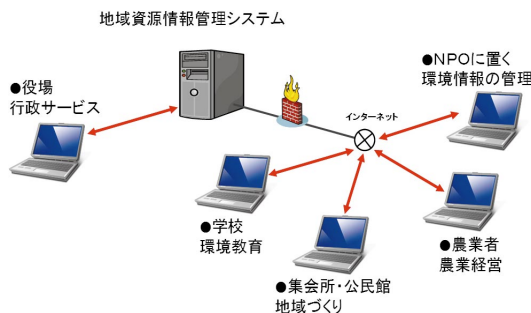 地域資源情報管理システム
●役場
行政サービス
●NPOに置く
環境情報の管理
インターネット
●学校
環境教育
●集会所・公民館
地域づくり
●農業者
農業経営